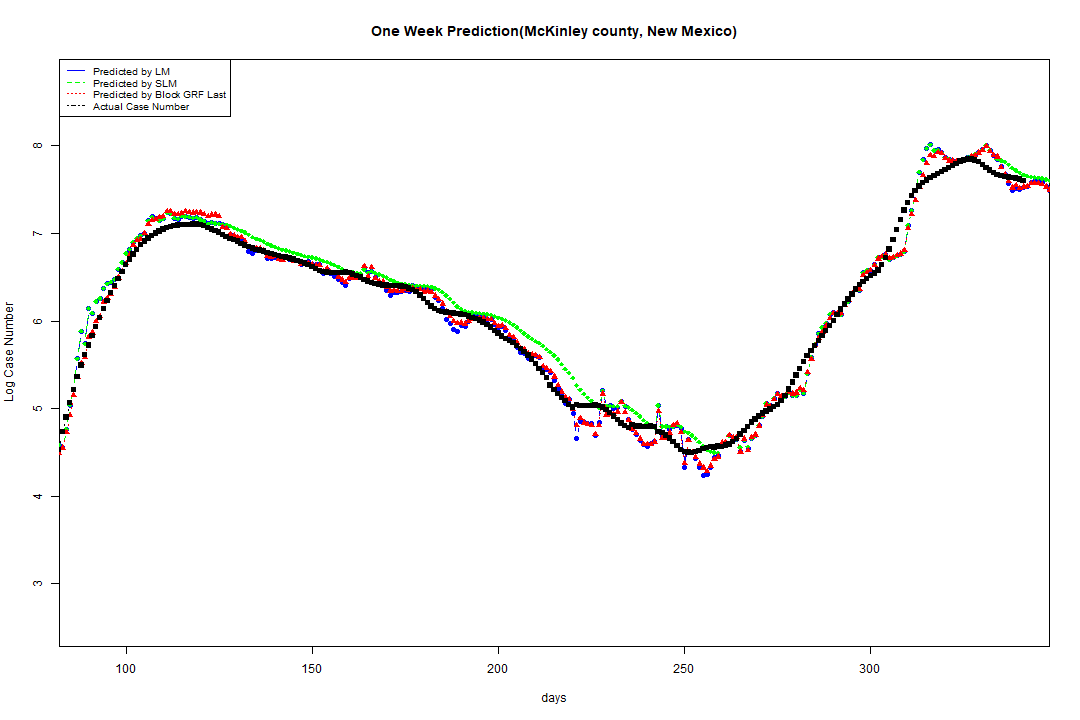 One Week Prediction(McKinley county, New Mexico)
Predicted by LM
Predicted by SLM
Predicted by Block GRF Last
Actual Case Number
8
7
6
5
4
3
Log Case Number
100 150 200 250 300
days